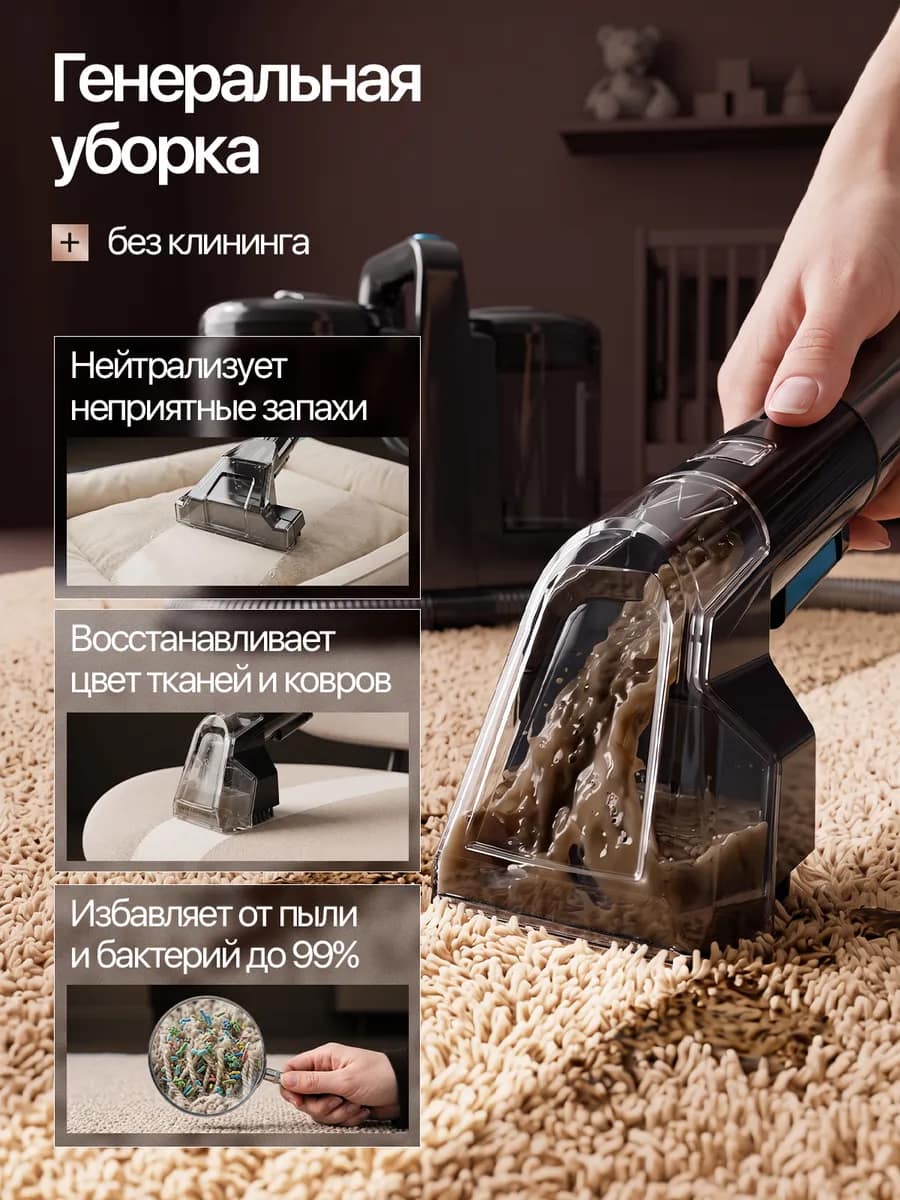 Генеральная
уборка
+ без клининга
Нейтрализует
неприятные запахи
Восстанавливает
цвет тканей и ковров
Избавляет от пыли
и бактерий до 99%